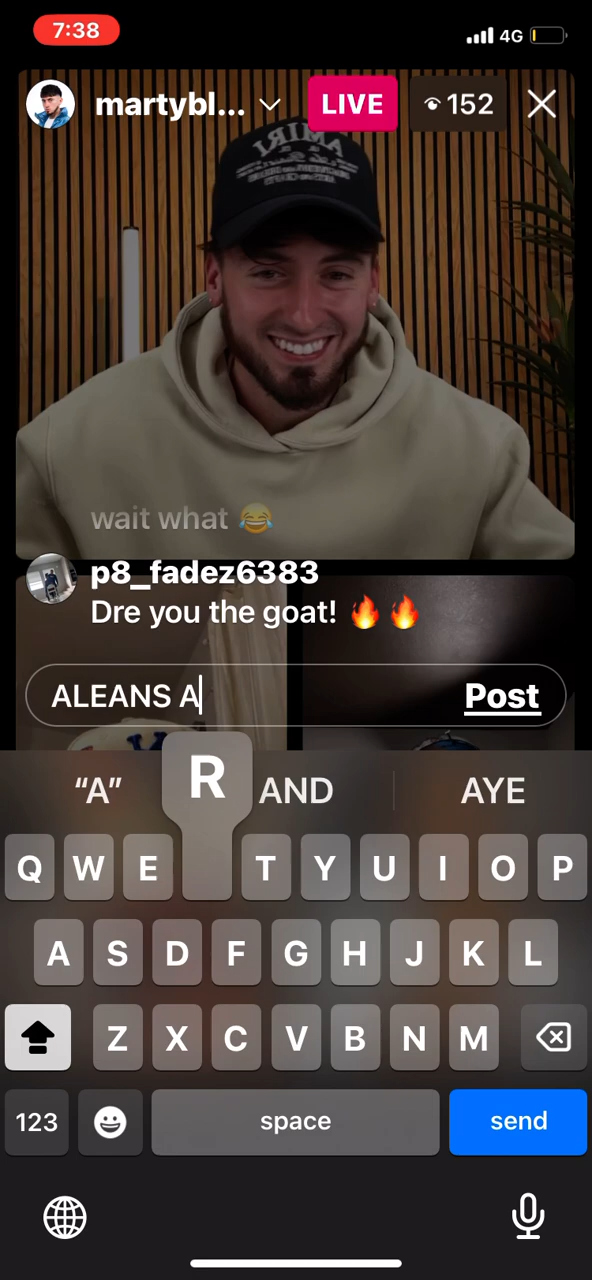 7:38
4G
martybl...
LIVE
152
AMIRI
wait what 😂
p8_fadez6383
Dre you the goat! 🔥🔥
ALEANS A
Post
“A”
R
AND
AYE
Q W E T Y U I O P
A S D F G H J K L
Z X C V B N M
123
space
send